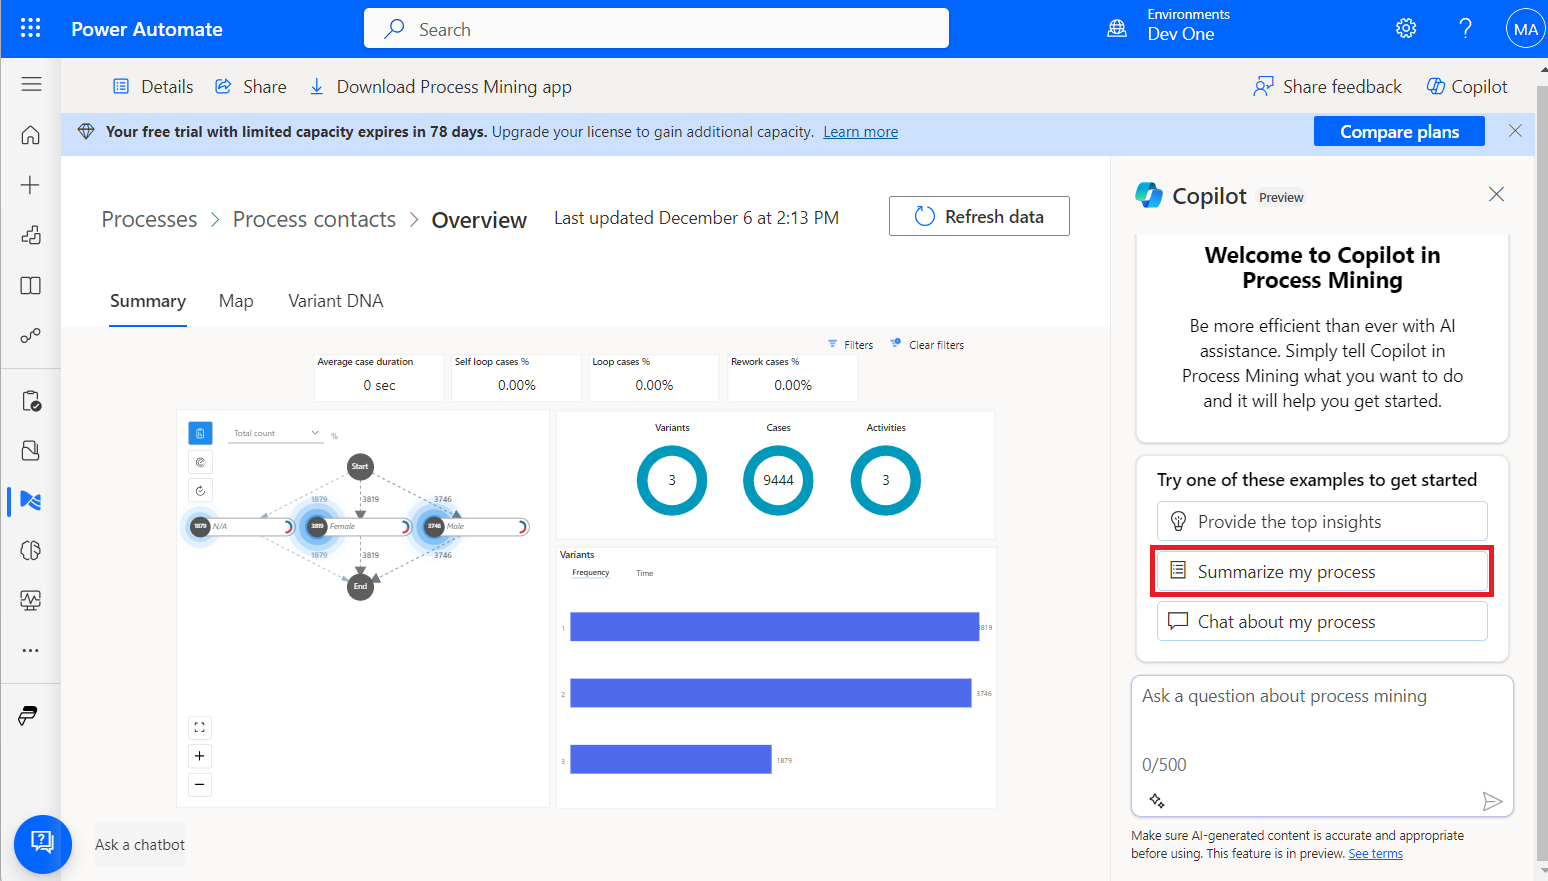 Power Automate
Search
Environments
Dev One
MA
Details
Share
Download Process Mining app
Share feedback
Copilot
Your free trial with limited capacity expires in 78 days. Upgrade your license to gain additional capacity. Learn more
Compare plans
Processes > Process contacts > Overview
Last updated December 6 at 2:13 PM
Refresh data
Summary
Map
Variant DNA
Filters
Clear filters
Average case duration
0 sec
Self loop cases %
0.00%
Loop cases %
0.00%
Rework cases %
0.00%
Total count
%
Start
1879
3819
3746
1879
N/A
3819
Female
3746
Male
1879
3819
3746
End
Variants
3
Cases
9444
Activities
3
Variants
Frequency
Time
1
3819
2
3746
3
1879
Ask a chatbot
Copilot
Preview
Welcome to Copilot in
Process Mining
Be more efficient than ever with AI
assistance. Simply tell Copilot in
Process Mining what you want to do
and it will help you get started.
Try one of these examples to get started
Provide the top insights
Summarize my process
Chat about my process
Ask a question about process mining
0/500
Make sure AI-generated content is accurate and appropriate
before using. This feature is in preview. See terms